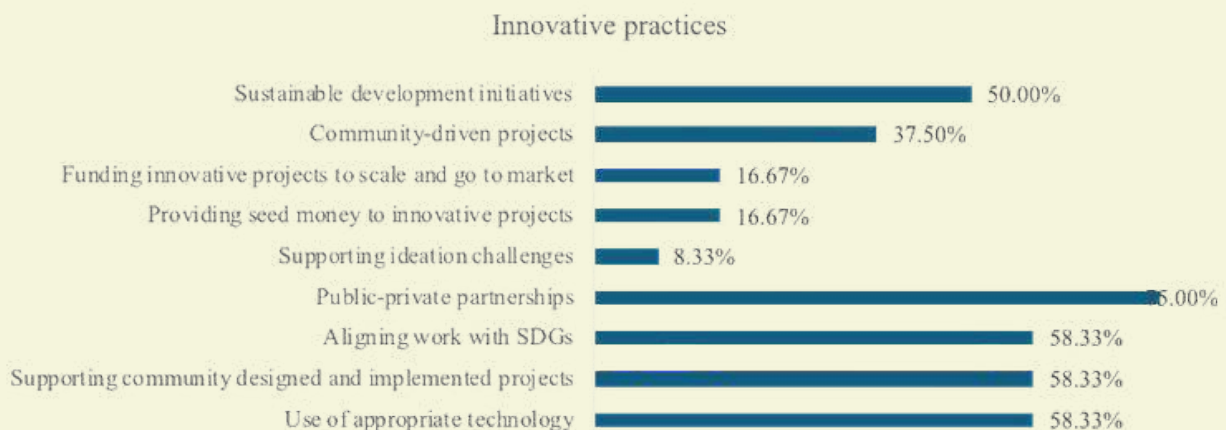 Innovative practices
Sustainable development initiatives 50.00%
Community-driven projects 37.50%
Funding innovative projects to scale and go to market 16.67%
Providing seed money to innovative projects 16.67%
Supporting ideation challenges 8.33%
Public-private partnerships 75.00%
Aligning work with SDGs 58.33%
Supporting community designed and implemented projects 58.33%
Use of appropriate technology 58.33%